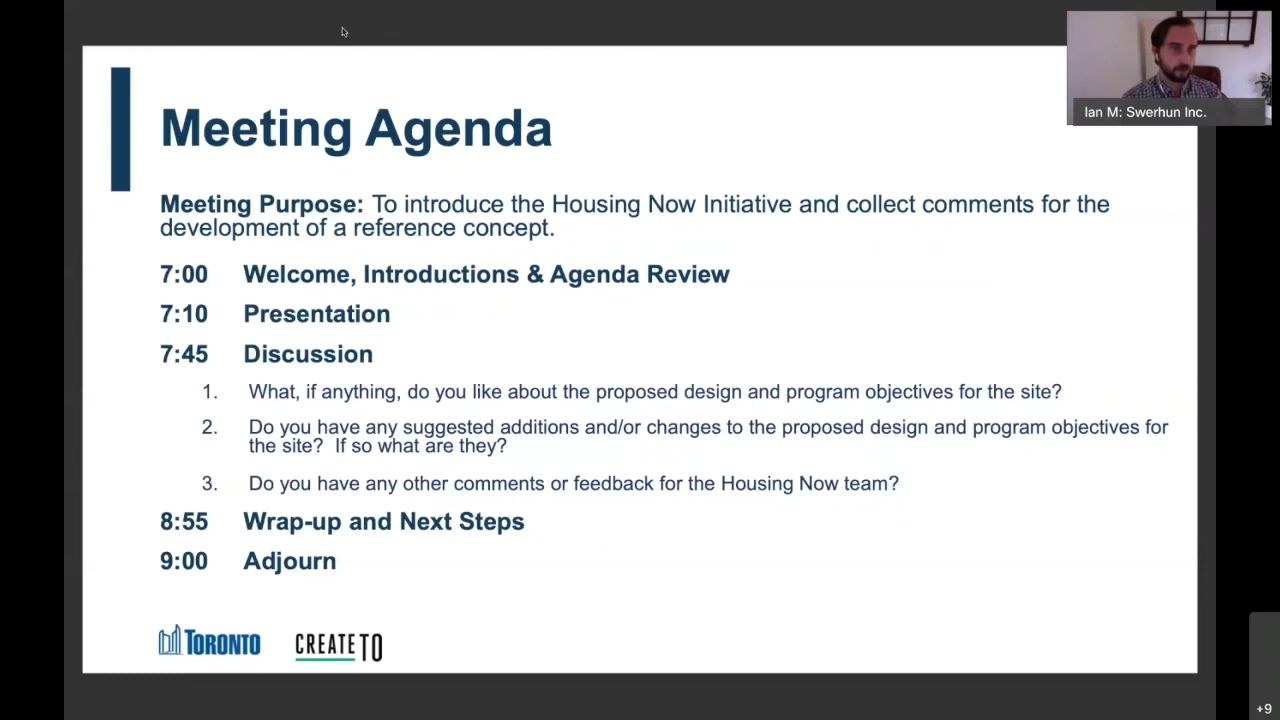 Ian M: Swerhun Inc.
Meeting Agenda
Meeting Purpose: To introduce the Housing Now Initiative and collect comments for the
development of a reference concept.
7:00 Welcome, Introductions & Agenda Review
7:10 Presentation
7:45 Discussion
1. What, if anything, do you like about the proposed design and program objectives for the site?
2. Do you have any suggested additions and/or changes to the proposed design and program objectives for
the site? If so what are they?
3. Do you have any other comments or feedback for the Housing Now team?
8:55 Wrap-up and Next Steps
9:00 Adjourn
TORONTO CREATE TO
+9